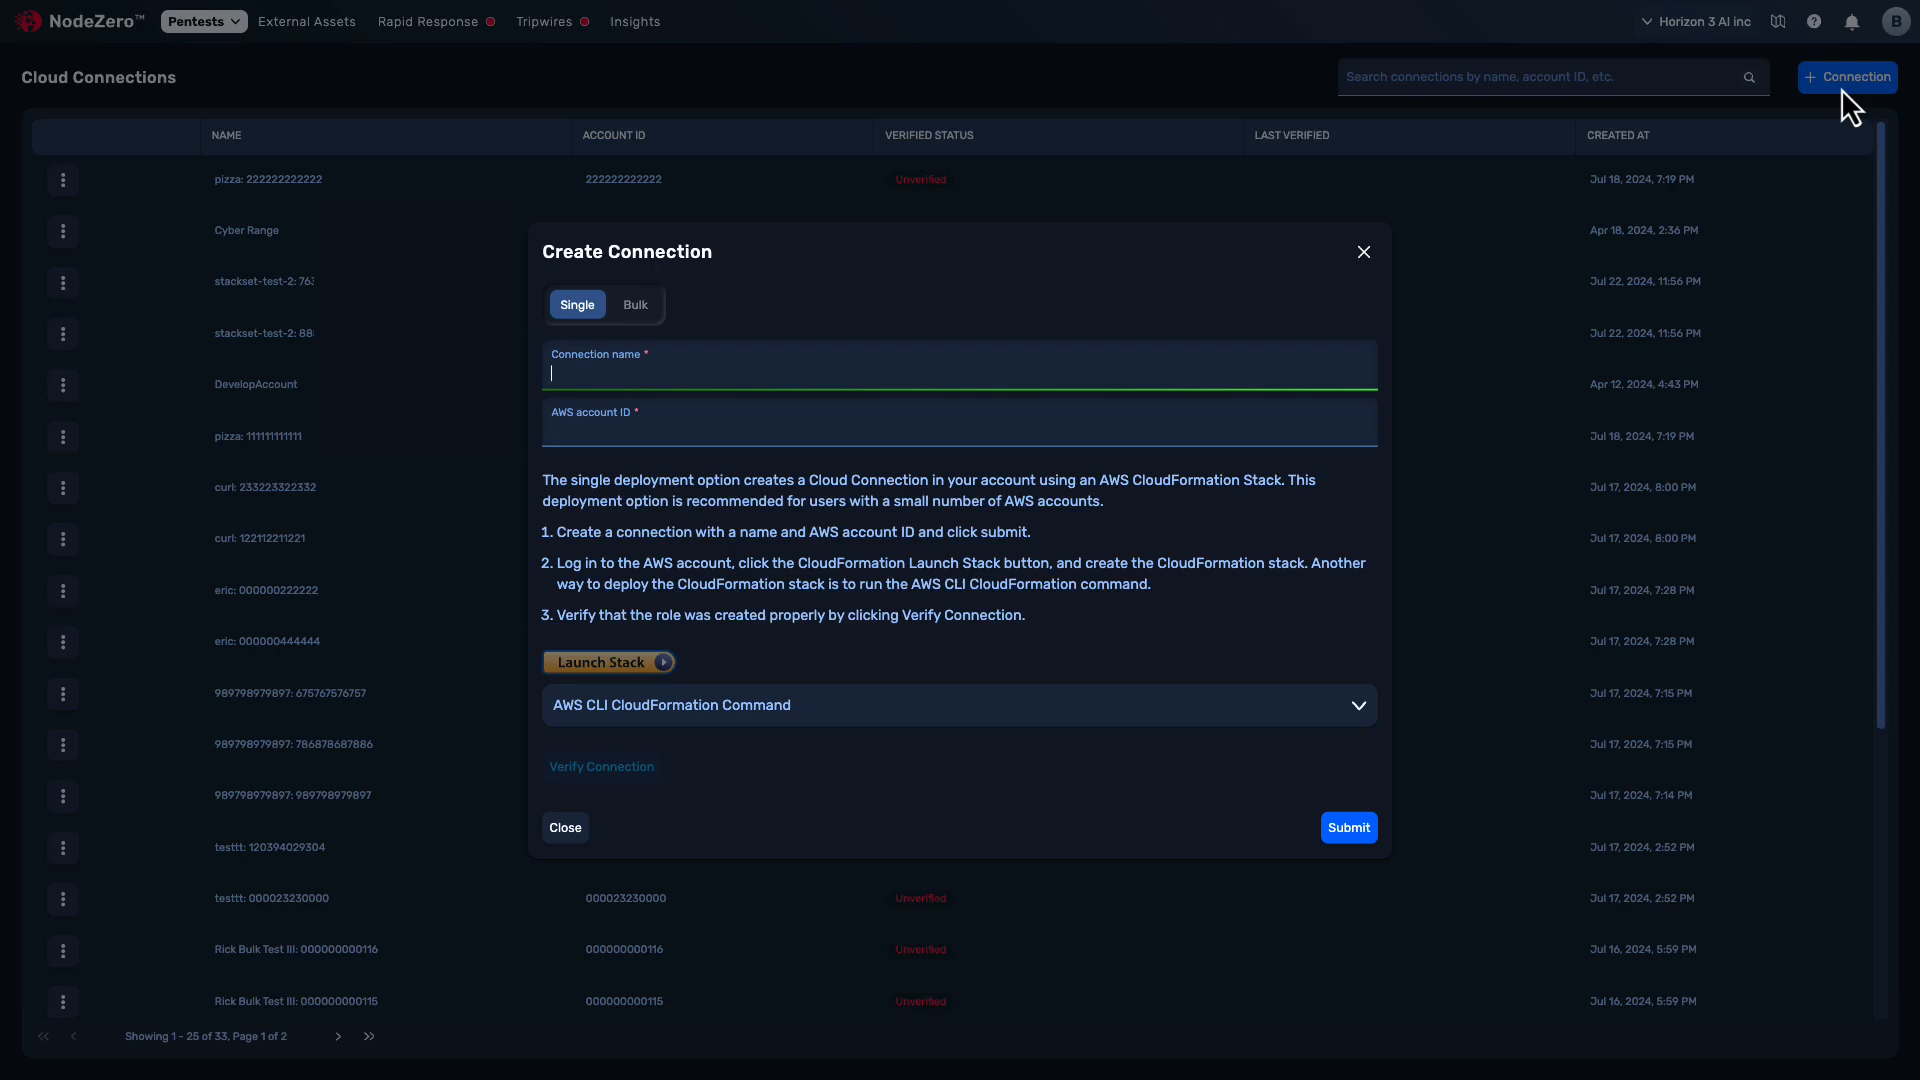 NodeZero™
Pentests
External Assets
Rapid Response
Tripwires
Insights
Horizon 3 AI inc
B
Cloud Connections
Search connections by name, account ID, etc.
+ Connection
NAME
ACCOUNT ID
VERIFIED STATUS
LAST VERIFIED
CREATED AT
pizza: 222222222222
222222222222
Unverified
Jul 18, 2024, 7:19 PM
Cyber Range
Apr 18, 2024, 2:36 PM
stackset-test-2: 763
Jul 22, 2024, 11:56 PM
stackset-test-2: 88
Jul 22, 2024, 11:56 PM
DevelopAccount
Apr 12, 2024, 4:43 PM
pizza: 111111111111
Jul 18, 2024, 7:19 PM
curl: 233223322332
Jul 17, 2024, 8:00 PM
curl: 122112211221
Jul 17, 2024, 8:00 PM
eric: 000000222222
Jul 17, 2024, 7:28 PM
eric: 000000444444
Jul 17, 2024, 7:28 PM
989798979897: 675767576757
Jul 17, 2024, 7:15 PM
989798979897: 786878687886
Jul 17, 2024, 7:15 PM
989798979897: 989798979897
Jul 17, 2024, 7:14 PM
testtt: 120394029304
Jul 17, 2024, 2:52 PM
testtt: 000023230000
000023230000
Unverified
Jul 17, 2024, 2:52 PM
Rick Bulk Test III: 000000000116
000000000116
Unverified
Jul 16, 2024, 5:59 PM
Rick Bulk Test III: 000000000115
000000000115
Unverified
Jul 16, 2024, 5:59 PM
Showing 1 - 25 of 33, Page 1 of 2
Create Connection
Single
Bulk
Connection name *
AWS account ID *
The single deployment option creates a Cloud Connection in your account using an AWS CloudFormation Stack. This
deployment option is recommended for users with a small number of AWS accounts.
1. Create a connection with a name and AWS account ID and click submit.
2. Log in to the AWS account, click the CloudFormation Launch Stack button, and create the CloudFormation stack. Another
way to deploy the CloudFormation stack is to run the AWS CLI CloudFormation command.
3. Verify that the role was created properly by clicking Verify Connection.
Launch Stack
AWS CLI CloudFormation Command
Verify Connection
Close
Submit